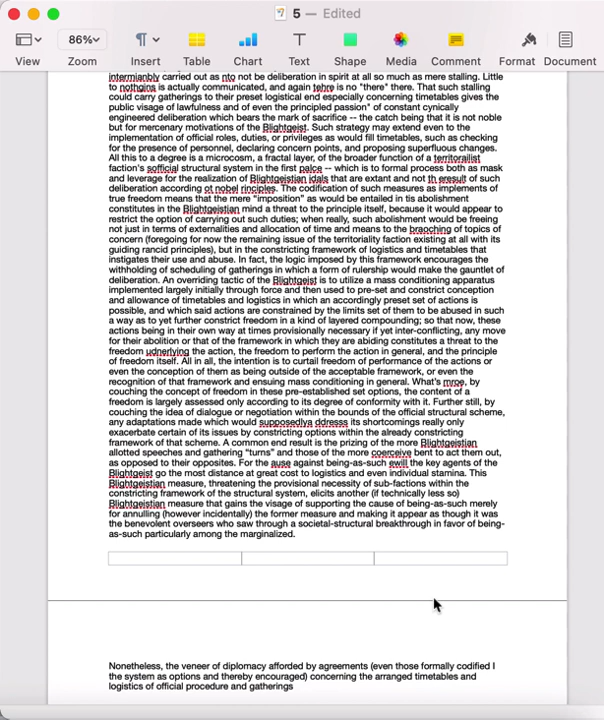 5 — Edited
86%
View Zoom Insert Table Chart Text Shape Media Comment Format Document
intermianbly carried out as nto not be deliberation in spirit at all so much as mere stalling. Little
to nothgins is actually communicated, and again tehre is no "there" there. That such stalling
could carry gatherings to their preset logistical end especially concerning timetables gives the
public visage of lawfulness and of even the principled passion" of constant cynically
engineered deliberation which bears the mark of sacrifice -- the catch being that it is not noble
but for mercenary motivations of the Blightgeist. Such strategy may extend even to the
implementation of official roles, duties, or privileges as would fill timetables, such as checking
for the presence of personnel, declaring concern points, and proposing superfluous changes.
All this to a degree is a microcosm, a fractal layer, of the broader function of a territorailist
faction's sofficial structural system in the first palce -- which is to formal process both as mask
and leverage for the realization of Blightgeistian idals that are extant and not th eresult of such
deliberation according ot nobel rinciples. The codification of such measures as implements of
true freedom means that the mere "imposition" as would be entailed in tis abolishment
constitutes in the Blightgeistian mind a threat to the principle itself, because it would appear to
restrict the option of carrying out such duties; when really, such abolishment would be freeing
not just in terms of externalities and allocation of time and means to the braoching of topics of
concern (foregoing for now the remaining issue of the territoriality faction existing at all with its
guiding rancid principles), but in the constricting framework of logistics and timetables that
instigates their use and abuse. In fact, the logic imposed by this framework encourages the
withholding of scheduling of gatherings in which a form of rulership would make the gauntlet of
deliberation. An overriding tactic of the Blightgeist is to utilize a mass conditioning apparatus
implemented largely initially through force and then used to pre-set and constrict conception
and allowance of timetables and logistics in which an accordingly preset set of actions is
possible, and which said actions are constrained by the limits set of them to be abused in such
a way as to yet further constrict freedom in a kind of layered compounding; so that now, these
actions being in their own way at times provisionally necessary if yet inter-conflicting, any move
for their abolition or that of the framework in which they are abiding constitutes a threat to the
freedom udnerlying the action, the freedom to perform the action in general, and the principle
of freedom itself. All in all, the intention is to curtail freedom of performance of the actions or
even the conception of them as being outside of the acceptable framework, or even the
recognition of that framework and ensuing mass conditioning in general. What's mroe, by
couching the concept of freedom in these pre-established set options, the content of a
freedom is largely assessed only according to its degree of conformity with it. Further still, by
couching the idea of dialogue or negotiation within the bounds of the official structural scheme,
any adaptations made which would supposedlya ddresss its shortcomings really only
exacerbate certain of its issues by constricting options within the already constricting
framework of that scheme. A common end result is the prizing of the more Blightgeistian
allotted speeches and gathering "turns" and those of the more coerecive bent to act them out,
as opposed to their opposites. For the ause against being-as-such ewill the key agents of the
Blightgeist go the most distance at great cost to logistics and even individual stamina. This
Blightgeistian measure, threatening the provisional necessity of sub-factions within the
constricting framework of the structural system, elicits another (if technically less so)
Blightgeistian measure that gains the visage of supporting the cause of being-as-such merely
for annulling (however incidentally) the former measure and making it appear as though it was
the benevolent overseers who saw through a societal-structural breakthrough in favor of being-
as-such particularly among the marginalized.
Nonetheless, the veneer of diplomacy afforded by agreements (even those formally codified I
the system as options and thereby encouraged) concerning the arranged timetables and
logistics of official procedure and gatherings